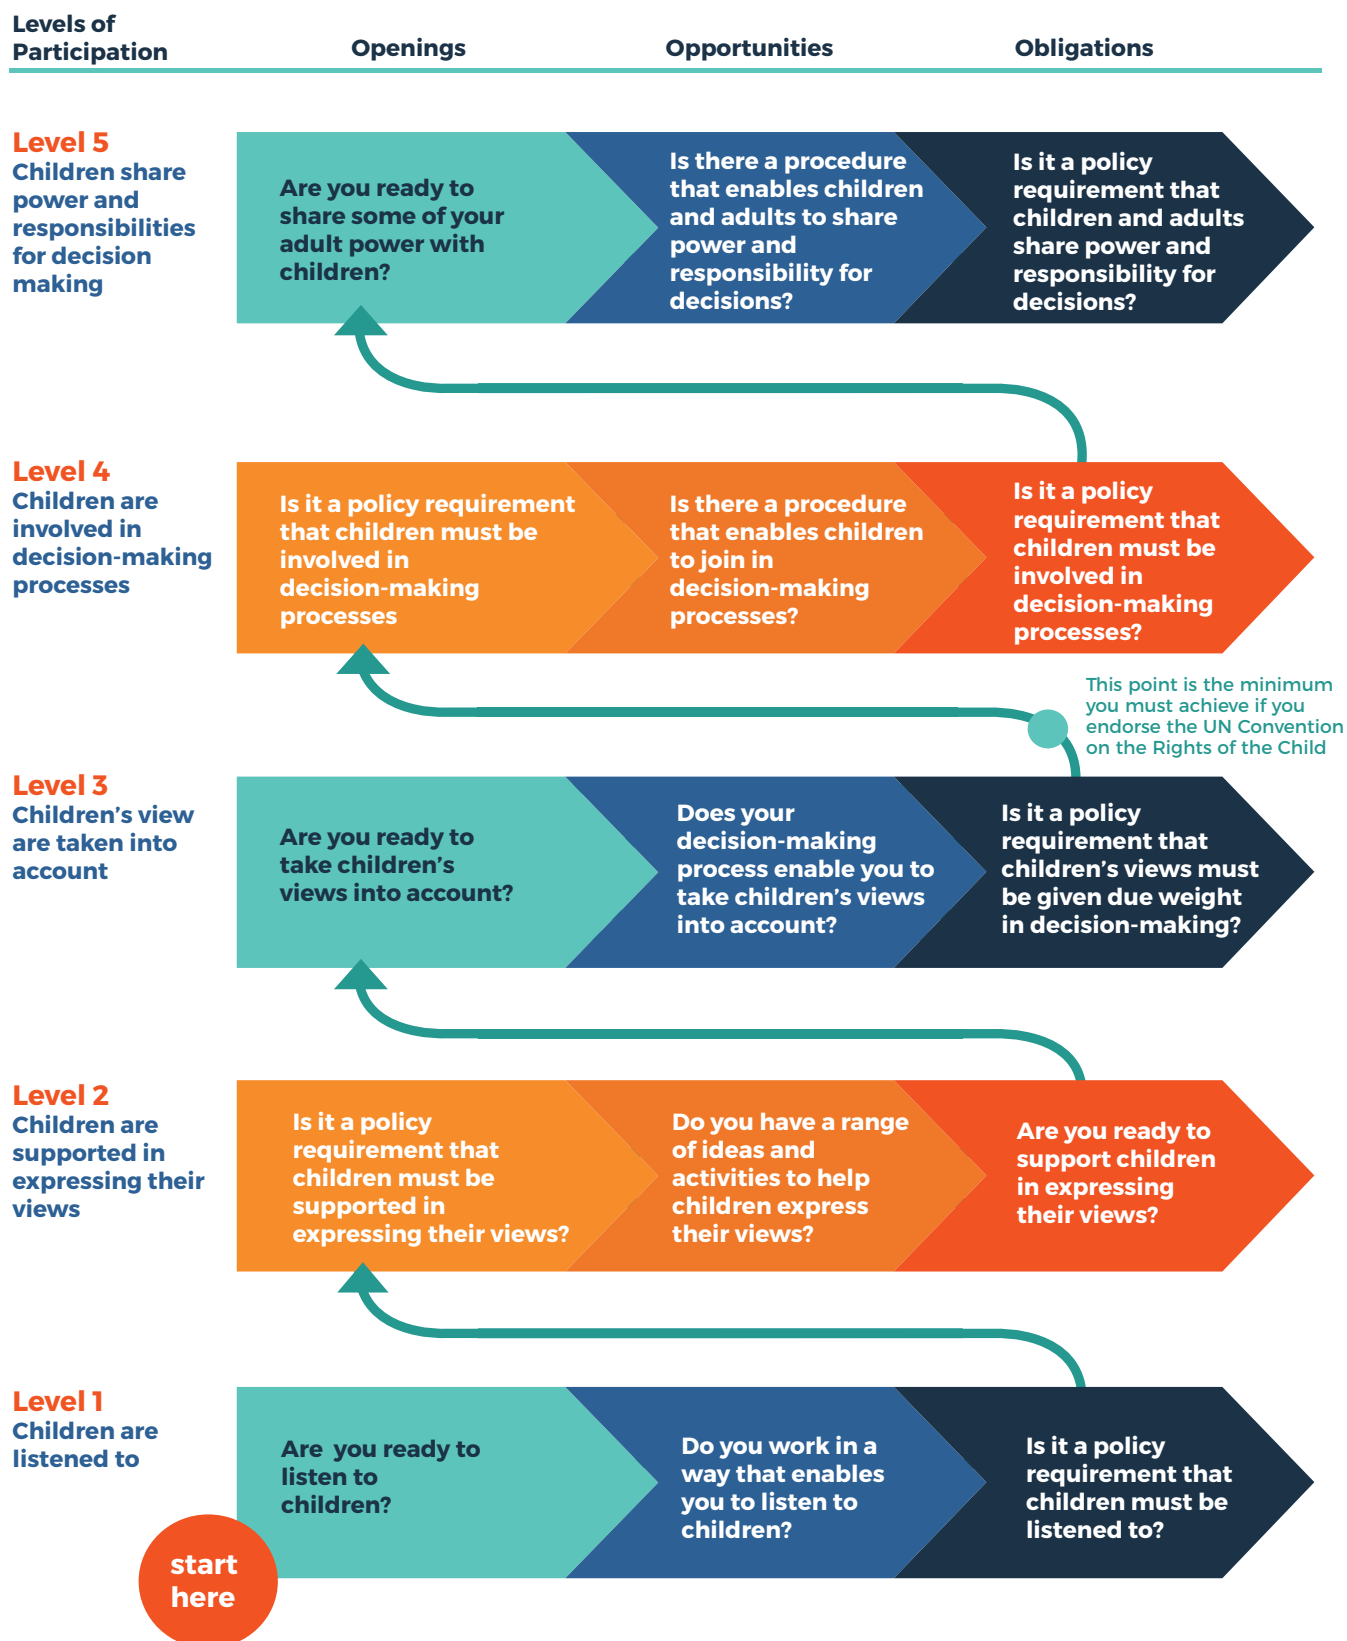 Levels of
Participation
Openings
Opportunities
Obligations
Level 5
Children share
power and
responsibilities
for decision
making
Are you ready to
share some of your
adult power with
children?
Is there a procedure
that enables children
and adults to share
power and
responsibility for
decisions?
Is it a policy
requirement that
children and adults
share power and
responsibility for
decisions?
Level 4
Children are
involved in
decision-making
processes
Is it a policy requirement
that children must be
involved in
decision-making
processes
Is there a procedure
that enables children
to join in
decision-making
processes?
Is it a policy
requirement that
children must be
involved in
decision-making
processes?
This point is the minimum
you must achieve if you
endorse the UN Convention
on the Rights of the Child
Level 3
Children’s view
are taken into
account
Are you ready to
take children’s
views into account?
Does your
decision-making
process enable you to
take children’s views
into account?
Is it a policy
requirement that
children’s views must
be given due weight
in decision-making?
Level 2
Children are
supported in
expressing their
views
Is it a policy
requirement that
children must be
supported in
expressing their views?
Do you have a range
of ideas and
activities to help
children express
their views?
Are you ready to
support children
in expressing
their views?
Level 1
Children are
listened to
Are you ready to
listen to
children?
Do you work in a
way that enables
you to listen to
children?
Is it a policy
requirement that
children must be
listened to?
start
here